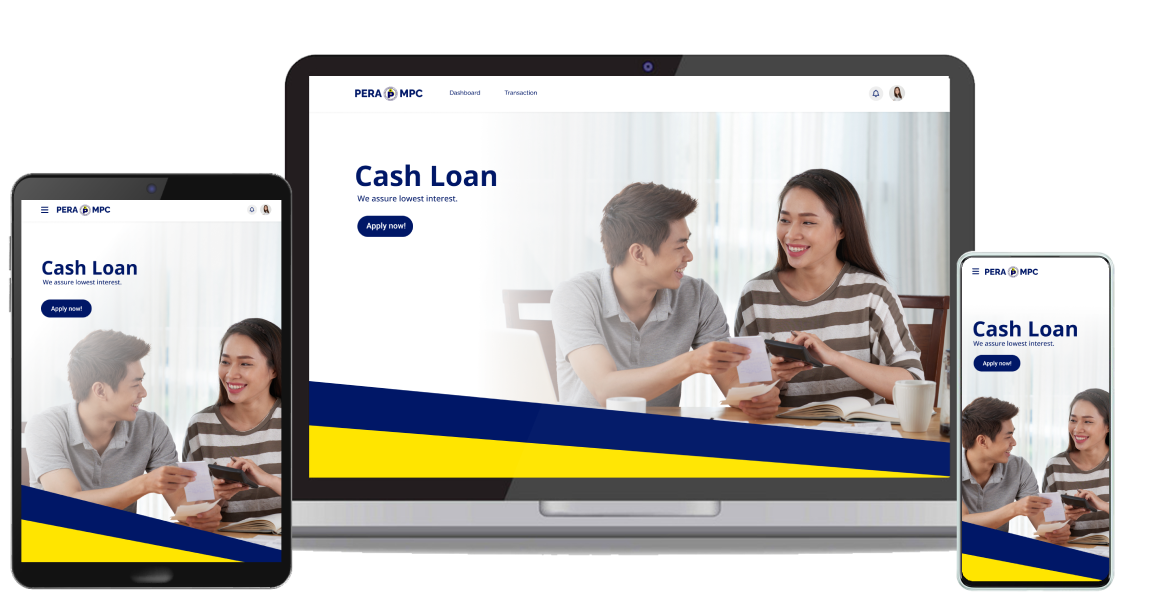 PERA MPC
Dashboard
Transaction
Cash Loan
We assure lowest interest.
Apply now!
PERA MPC
Cash Loan
We assure lowest interest.
Apply now!
PERA MPC
Cash Loan
We assure lowest interest.
Apply now!